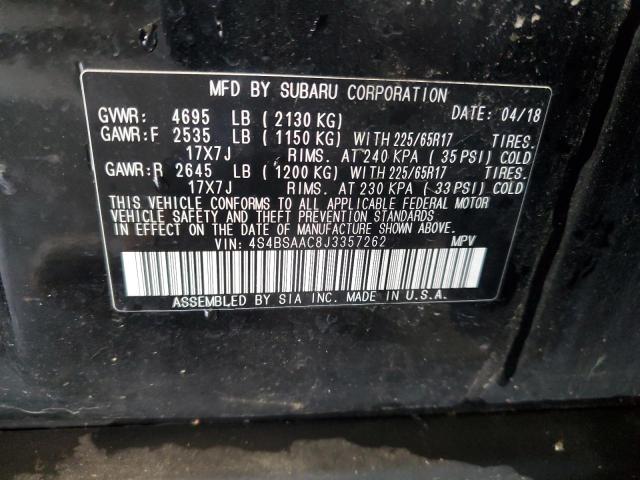 MFD BY SUBARU CORPORATION
GVWR: 4695 LB (2130 KG) DATE: 04/18
GAWR:F 2535 LB (1150 KG) WITH 225/65R17 TIRES.
17X7J RIMS. AT 240 KPA (35 PSI) COLD
GAWR:R 2645 LB (1200 KG) WITH 225/65R17 TIRES.
17X7J RIMS. AT 230 KPA (33 PSI) COLD
THIS VEHICLE CONFORMS TO ALL APPLICABLE FEDERAL MOTOR
VEHICLE SAFETY AND THEFT PREVENTION STANDARDS
IN EFFECT ON THE DATE OF MANUFACTURE SHOWN ABOVE.
VIN: 4S4BSAAC8J3357262 MPV
ASSEMBLED BY SIA INC. MADE IN U.S.A.